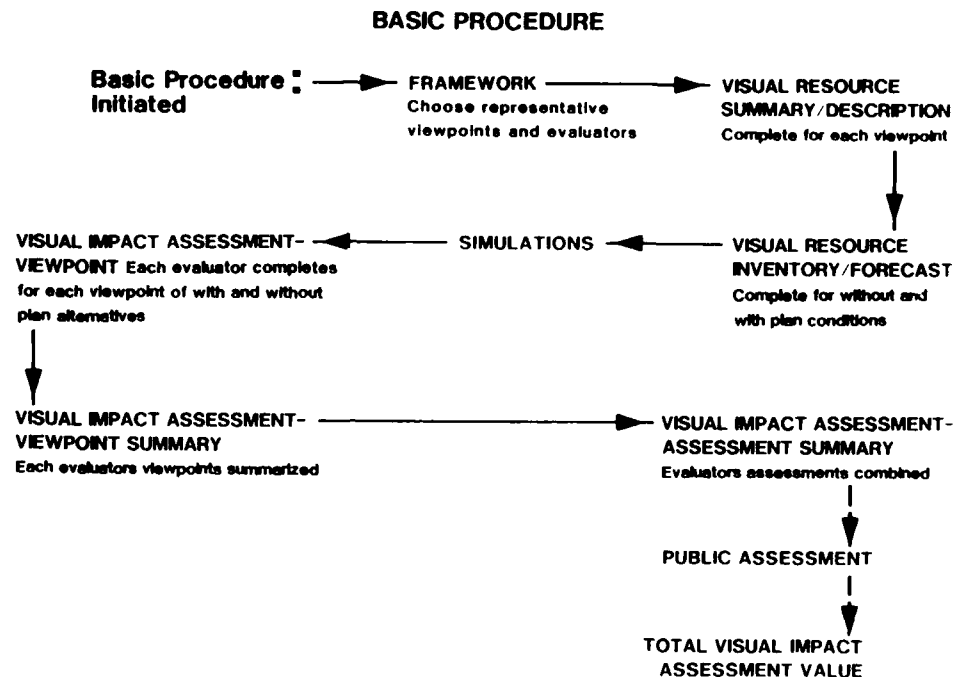 BASIC PROCEDURE
Basic Procedure :
Initiated
FRAMEWORK
Choose representative
viewpoints and evaluators
VISUAL RESOURCE
SUMMARY/DESCRIPTION
Complete for each viewpoint
VISUAL RESOURCE
INVENTORY/FORECAST
Complete for without and
with plan conditions
SIMULATIONS
VISUAL IMPACT ASSESSMENT-
VIEWPOINT Each evaluator completes
for each viewpoint of with and without
plan alternatives
VISUAL IMPACT ASSESSMENT-
VIEWPOINT SUMMARY
Each evaluators viewpoints summarized
VISUAL IMPACT ASSESSMENT-
ASSESSMENT SUMMARY
Evaluators assessments combined
PUBLIC ASSESSMENT
TOTAL VISUAL IMPACT
ASSESSMENT VALUE